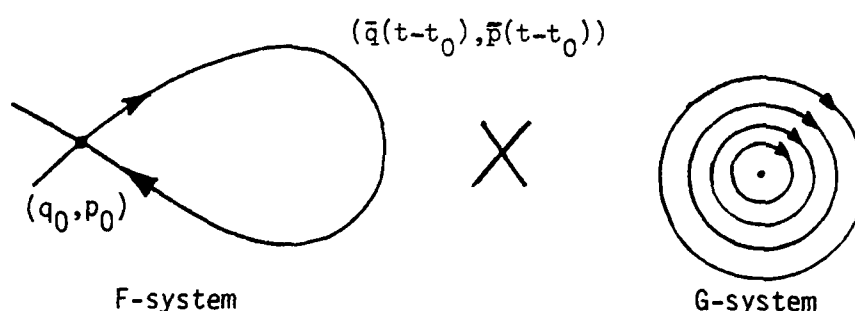 (q̄(t-t₀),p̄(t-t₀))
(q₀,p₀)
F-system
G-system